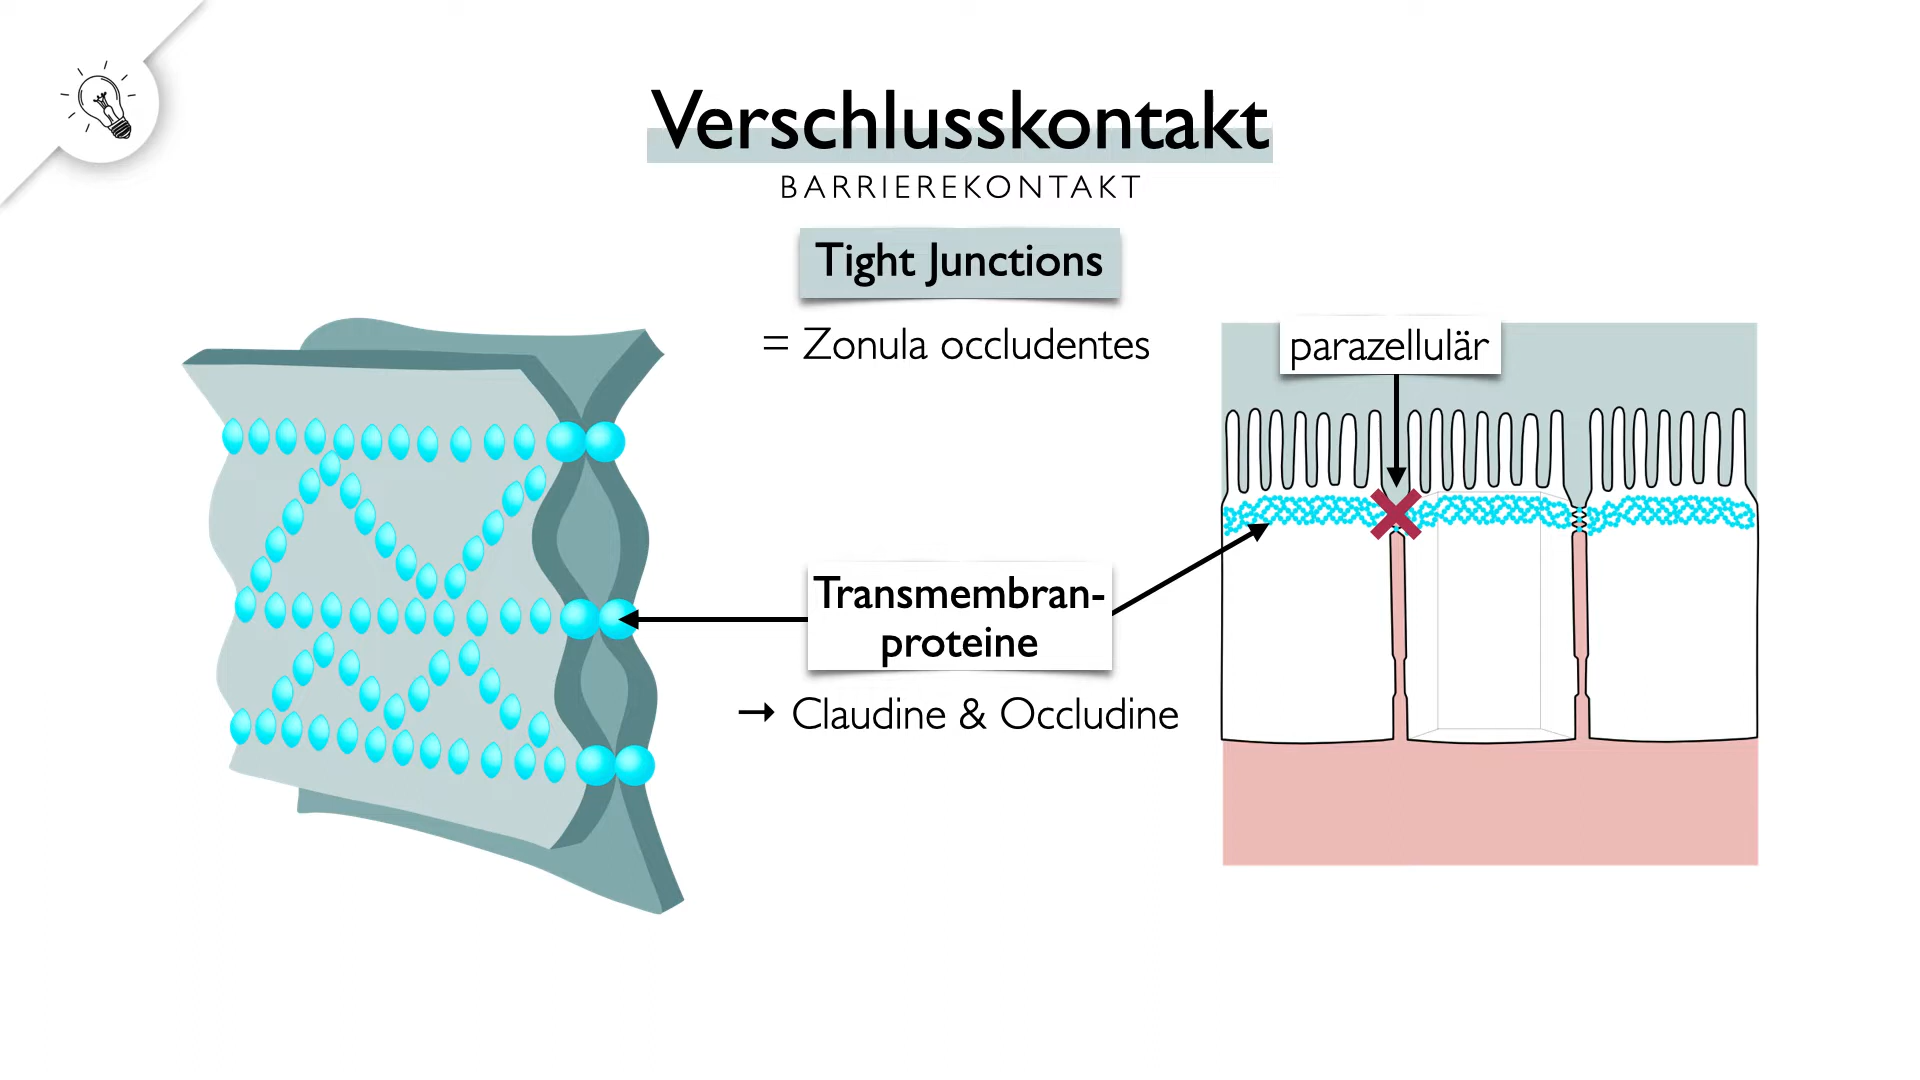 Verschlusskontakt
BARRIEREKONTAKT
Tight Junctions
= Zonula occludentes
parazellulär
Transmembran-
proteine
→ Claudine & Occludine